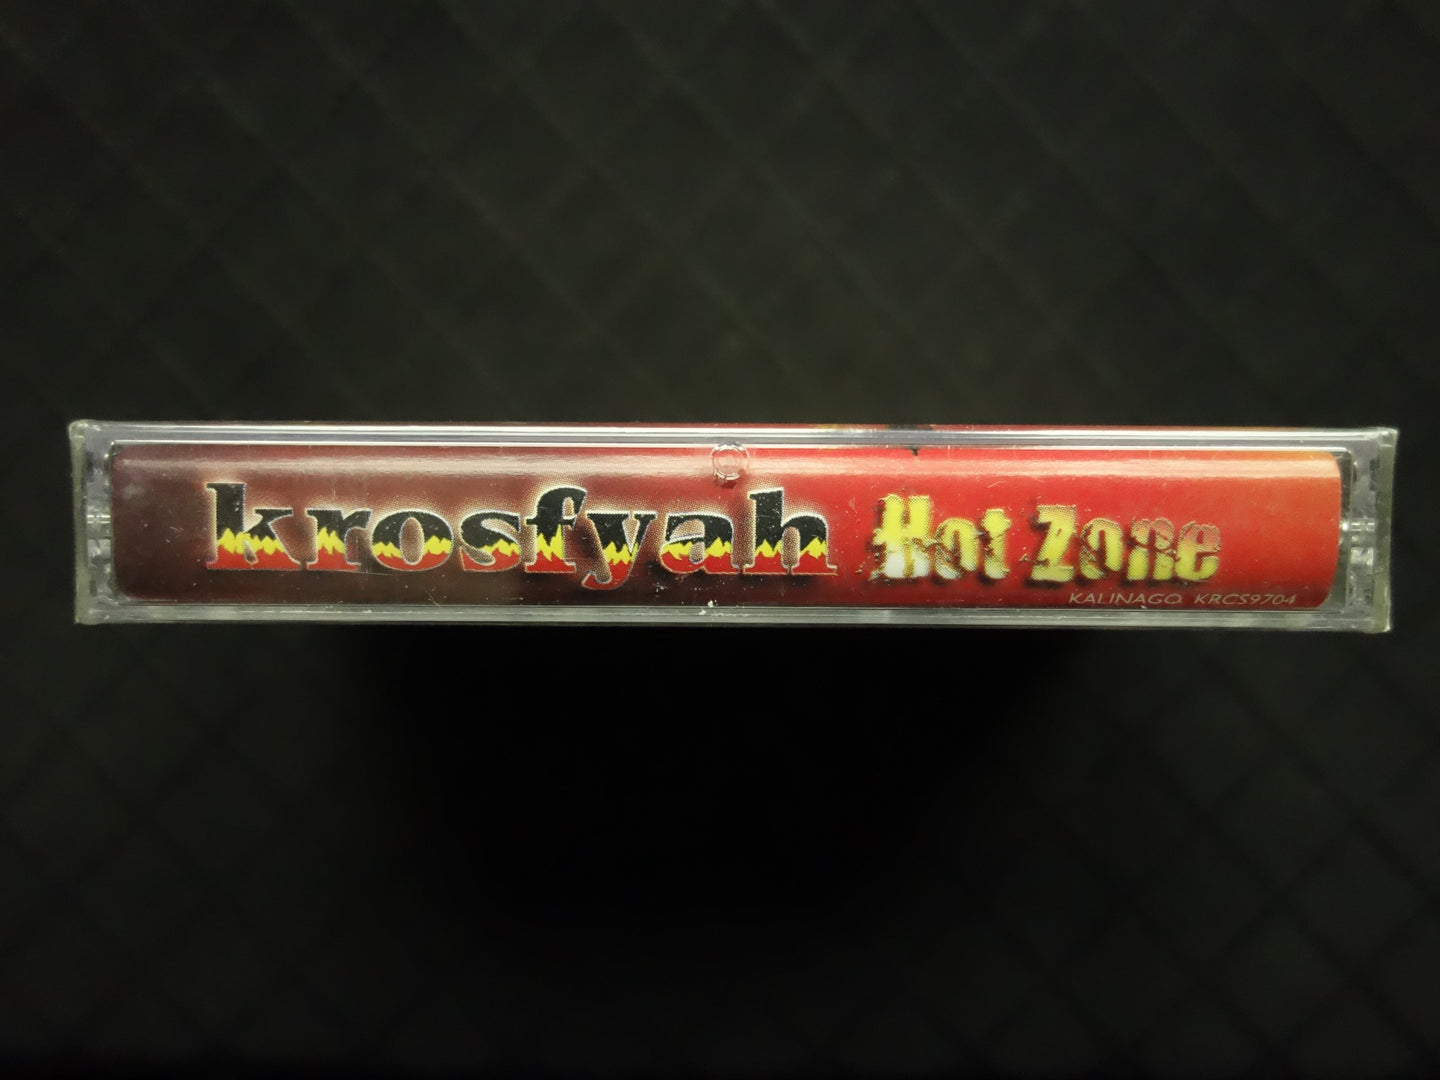 krosfyah Hot Zone
KALINAGO KRCS9704